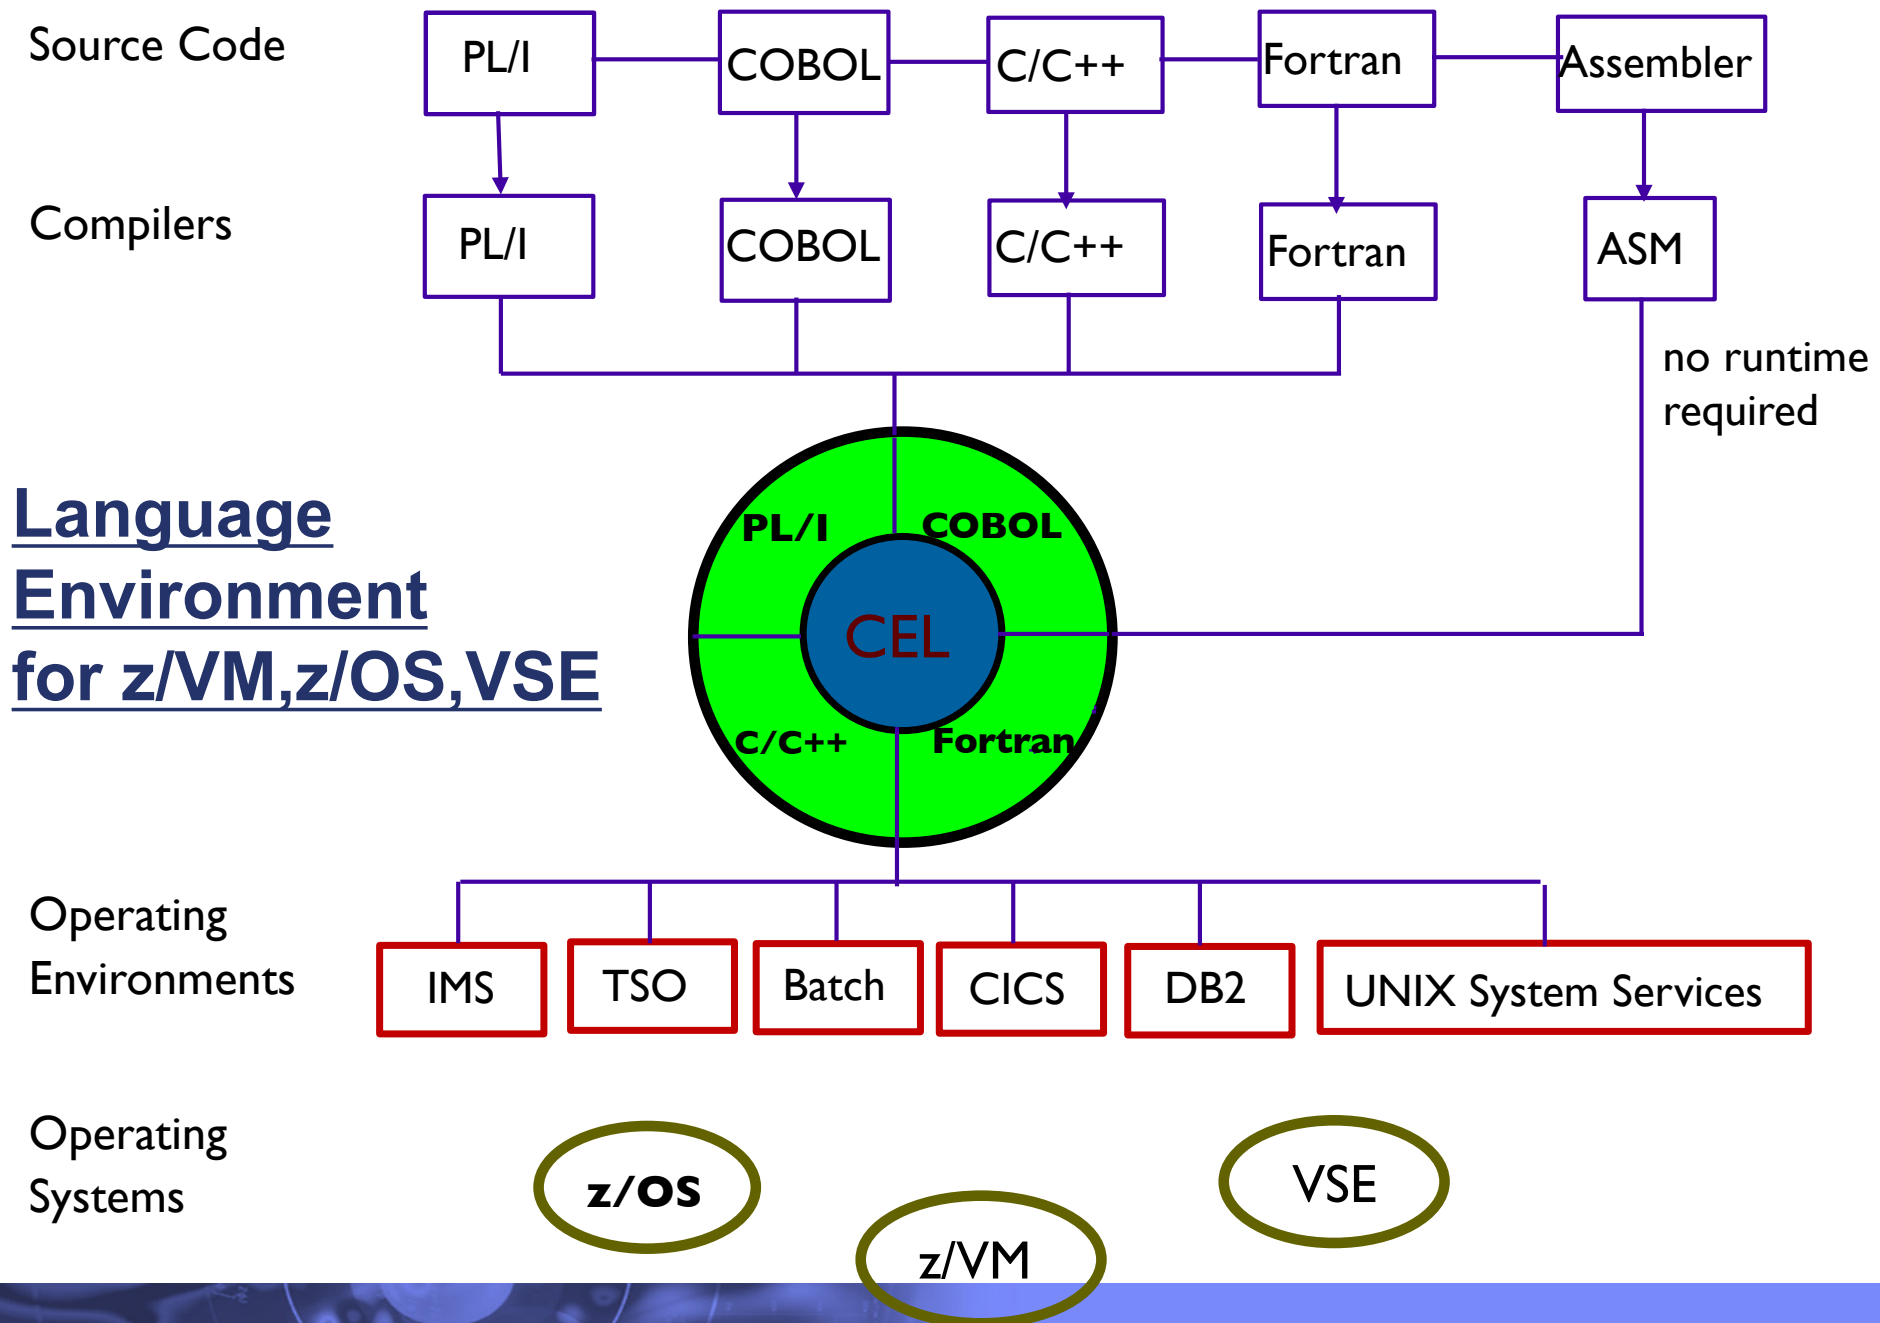 Source Code
PL/I
COBOL
C/C++
Fortran
Assembler
Compilers
PL/I
COBOL
C/C++
Fortran
ASM
no runtime
required
Language
Environment
for z/VM,z/OS,VSE
PL/I
COBOL
CEL
C/C++
Fortran
Operating
Environments
IMS
TSO
Batch
CICS
DB2
UNIX System Services
Operating
Systems
z/OS
z/VM
VSE